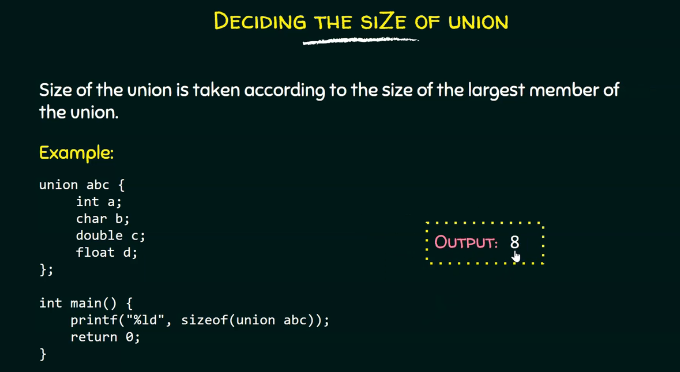 DECIDING THE SIZE OF UNION
Size of the union is taken according to the size of the largest member of
the union.
Example:
union abc {
    int a;
    char b;
    double c;
    float d;
};
OUTPUT: 8
int main() {
    printf("%ld", sizeof(union abc));
    return 0;
}